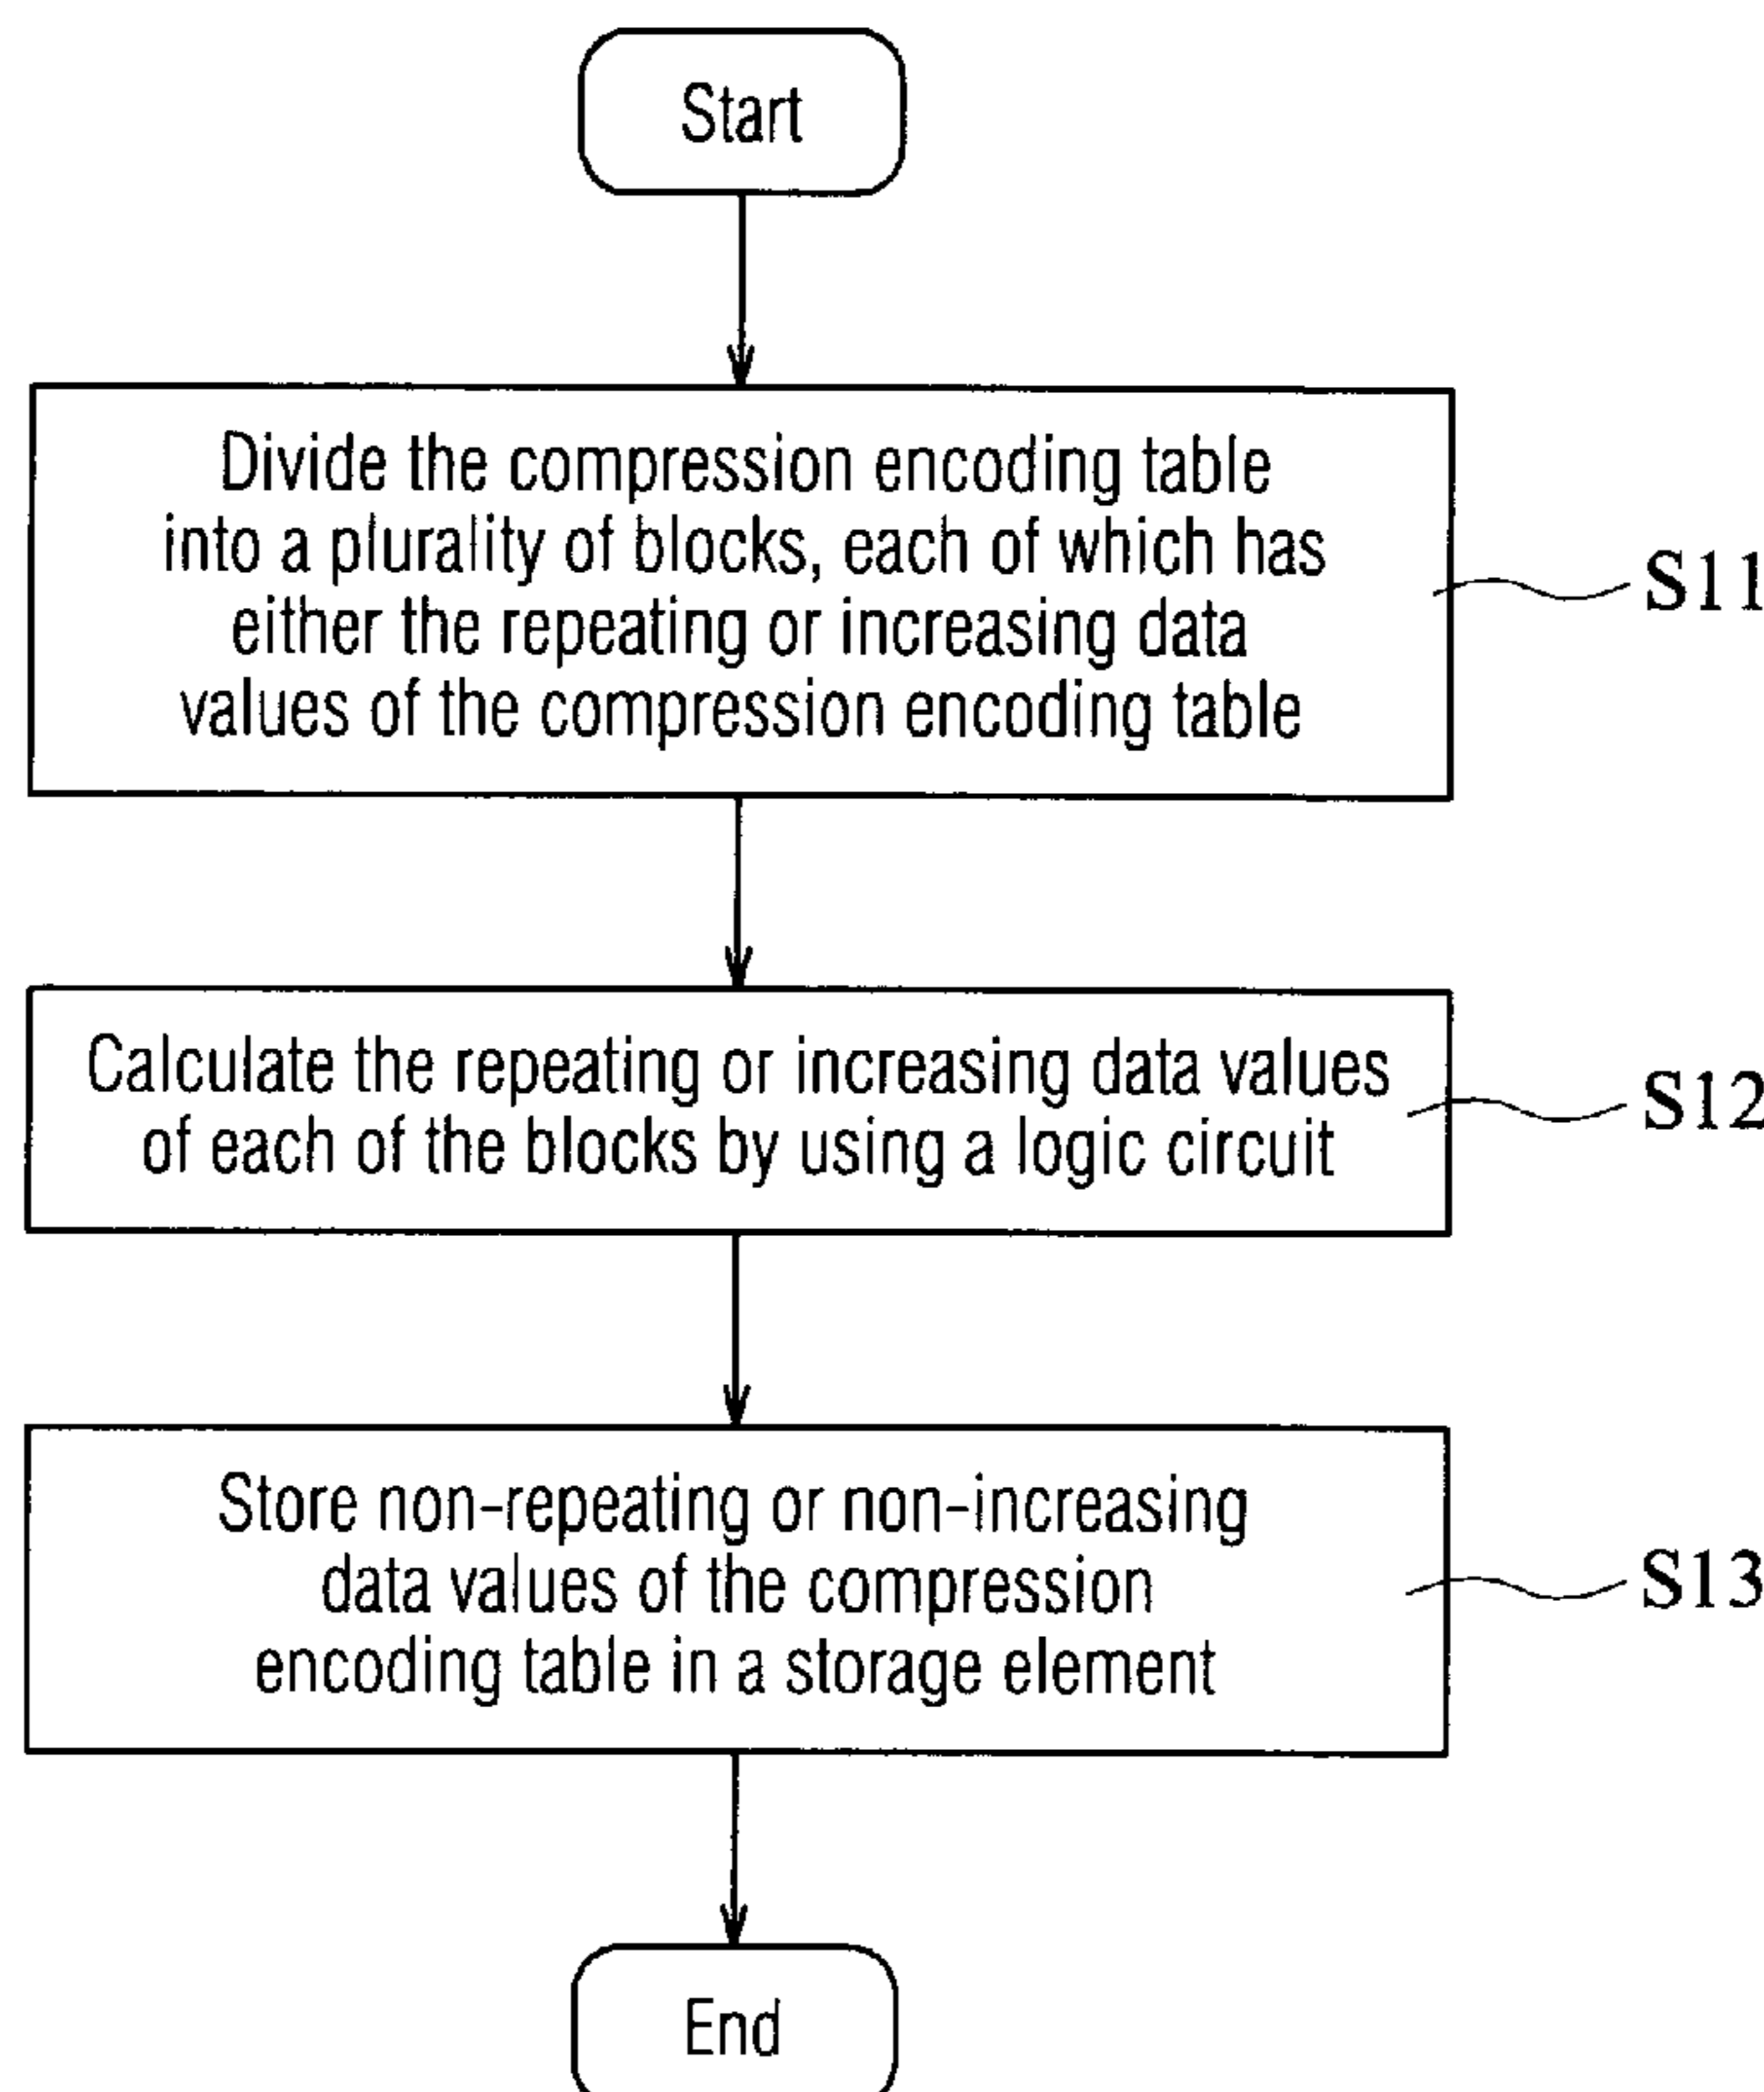 Start
Divide the compression encoding table
into a plurality of blocks, each of which has
either the repeating or increasing data
values of the compression encoding table
S11
Calculate the repeating or increasing data values
of each of the blocks by using a logic circuit
S12
Store non-repeating or non-increasing
data values of the compression
encoding table in a storage element
S13
End